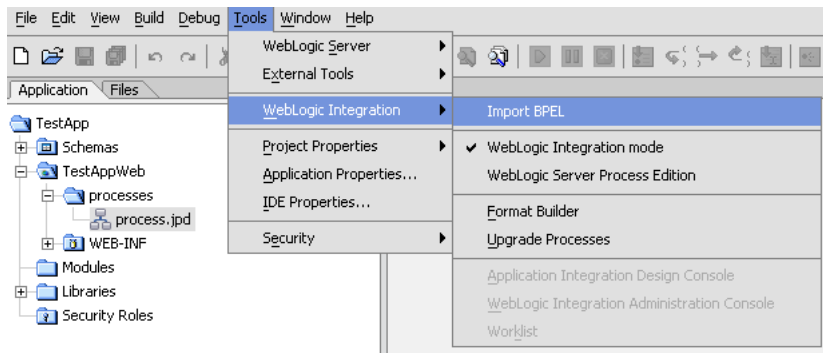 File Edit View Build Debug Tools Window Help
Application Files
TestApp
Schemas
TestAppWeb
processes
process.jpd
WEB-INF
Modules
Libraries
Security Roles
WebLogic Server
External Tools
WebLogic Integration
Project Properties
Application Properties...
IDE Properties...
Security
Import BPEL
WebLogic Integration mode
WebLogic Server Process Edition
Format Builder
Upgrade Processes
Application Integration Design Console
WebLogic Integration Administration Console
Worklist